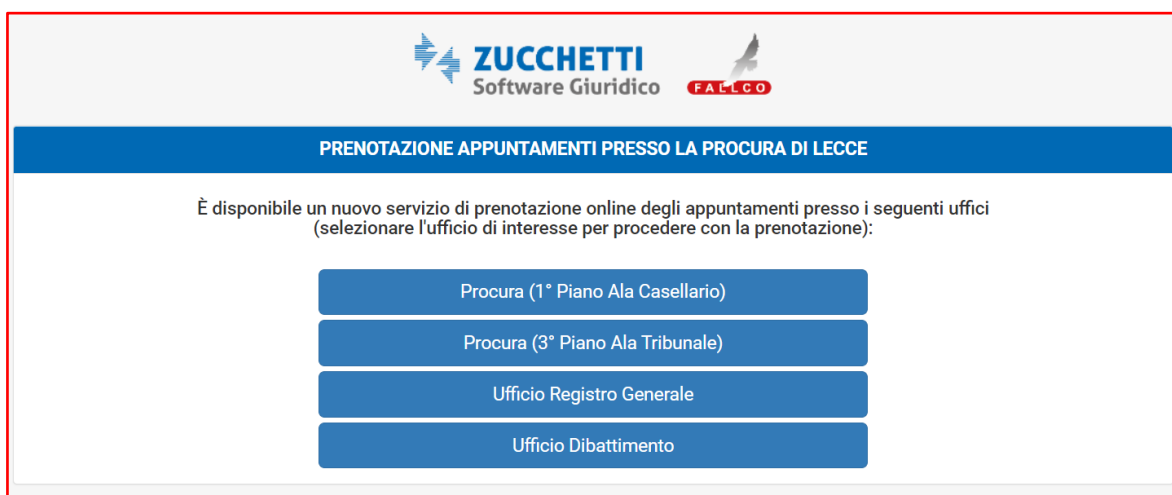 ZUCCHETTI
Software Giuridico
FALLCO
PRENOTAZIONE APPUNTAMENTI PRESSO LA PROCURA DI LECCE
È disponibile un nuovo servizio di prenotazione online degli appuntamenti presso i seguenti uffici
(selezionare l'ufficio di interesse per procedere con la prenotazione):
Procura (1° Piano Ala Casellario)
Procura (3° Piano Ala Tribunale)
Ufficio Registro Generale
Ufficio Dibattimento